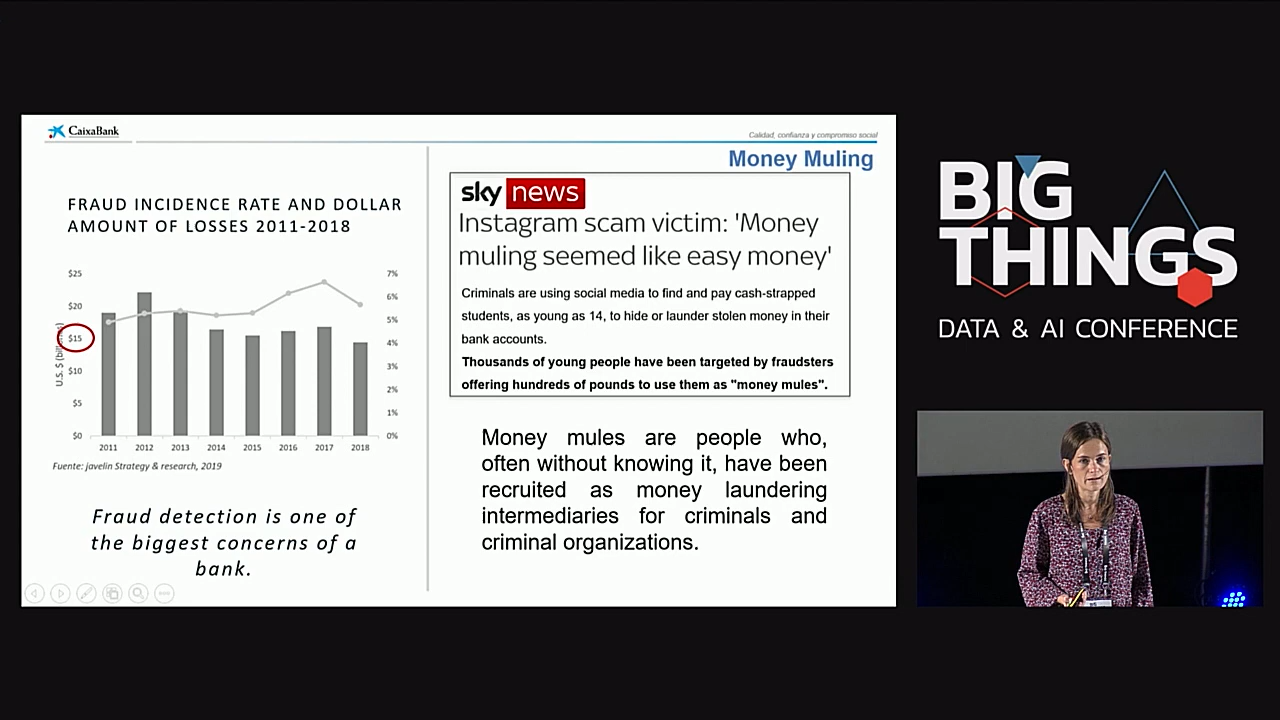 CaixaBank
Calidad, confianza y compromiso social
Money Muling
FRAUD INCIDENCE RATE AND DOLLAR
AMOUNT OF LOSSES 2011-2018
U.S. $
$25
$20
$15
$10
$5
$0
7%
6%
5%
4%
3%
2%
1%
0%
2011 2012 2013 2014 2015 2016 2017 2018
Fuente: javelin Strategy & research, 2019
Fraud detection is one of
the biggest concerns of a
bank.
sky news
Instagram scam victim: 'Money
muling seemed like easy money'
Criminals are using social media to find and pay cash-strapped
students, as young as 14, to hide or launder stolen money in their
bank accounts.
Thousands of young people have been targeted by fraudsters
offering hundreds of pounds to use them as "money mules".
Money mules are people who,
often without knowing it, have been
recruited as money laundering
intermediaries for criminals and
criminal organizations.
BIG
THINGS
DATA & AI CONFERENCE